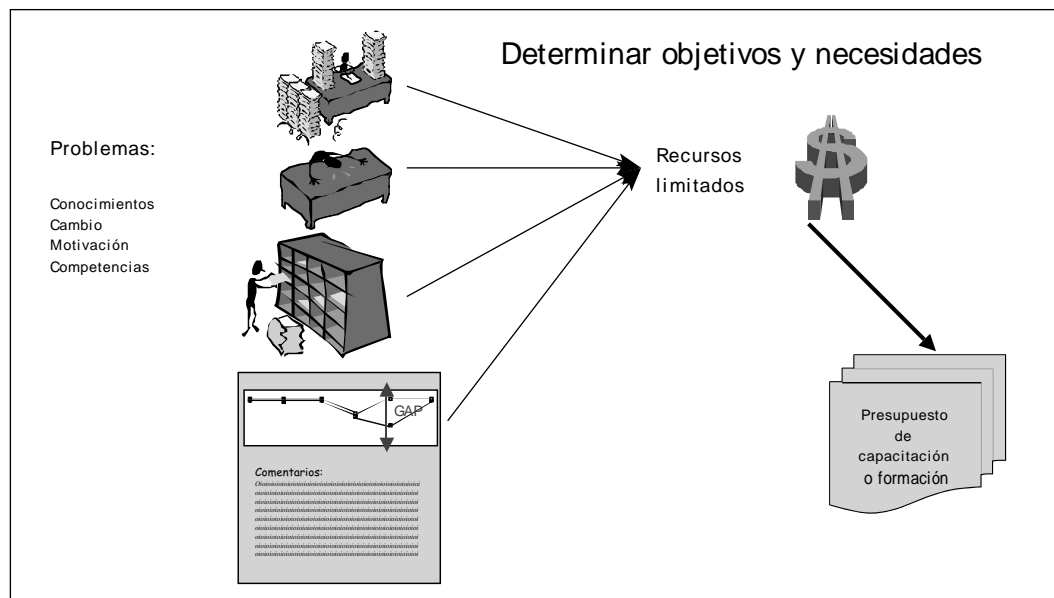 Determinar objetivos y necesidades
Problemas:
Conocimientos
Cambio
Motivación
Competencias
Recursos
limitados
GAP
Comentarios:
Presupuesto
de
capacitación
o formación